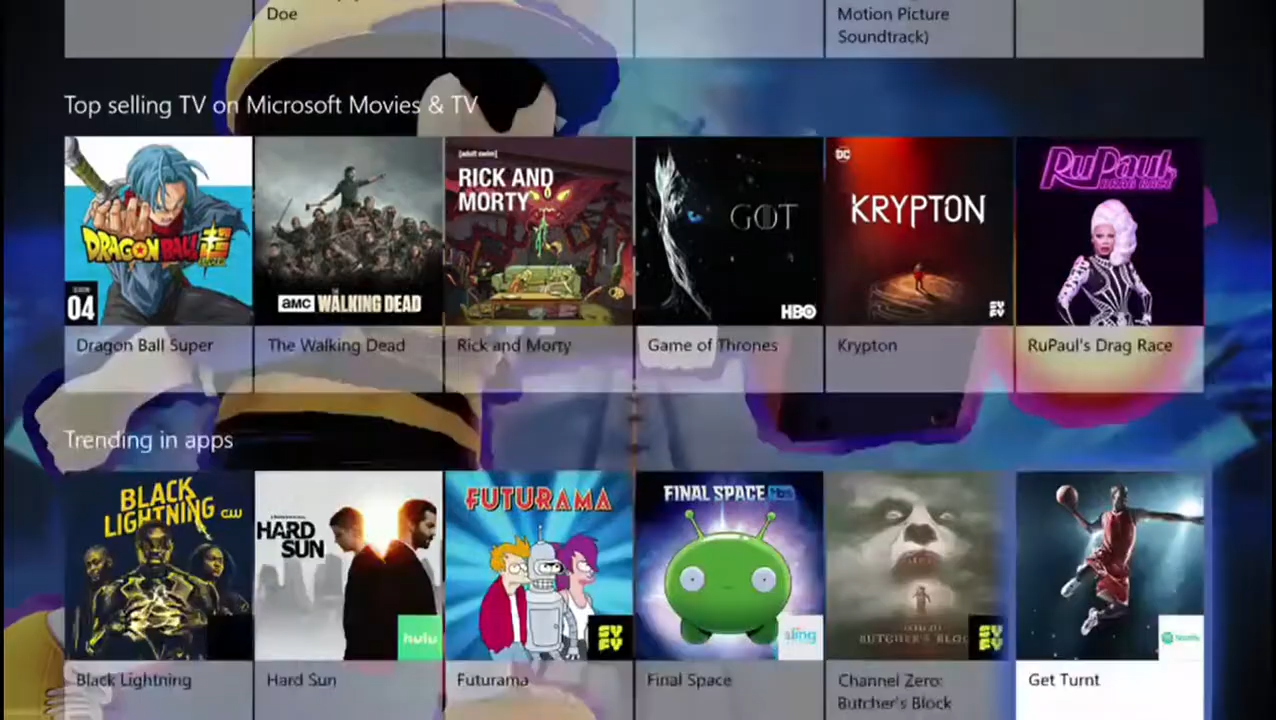 Doe
Motion Picture
Soundtrack)
Top selling TV on Microsoft Movies & TV
DRAGON BALL
SEASON
04
AMC THE WALKING DEAD
[adult swim]
RICK AND
MORTY
GOT
HBO
DC
KRYPTON
SYFY
RuPaul's
DRAG RACE
Dragon Ball Super
The Walking Dead
Rick and Morty
Game of Thrones
Krypton
RuPaul's Drag Race
Trending in apps
BLACK
LIGHTNING CW
HARD
SUN
hulu
FUTURAMA
SYFY
FINAL SPACE tbs
sling
BUTCHER'S BLOCK
SYFY
Spotify
Black Lightning
Hard Sun
Futurama
Final Space
Channel Zero:
Butcher's Block
Get Turnt